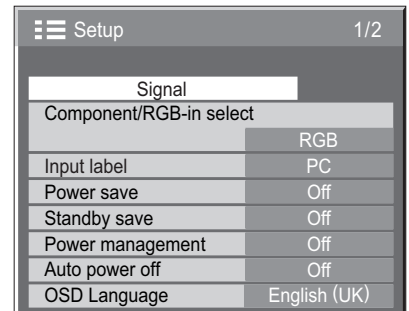 Setup 1/2
Signal
Component/RGB-in select
RGB
Input label PC
Power save Off
Standby save Off
Power management Off
Auto power off Off
OSD Language English (UK)